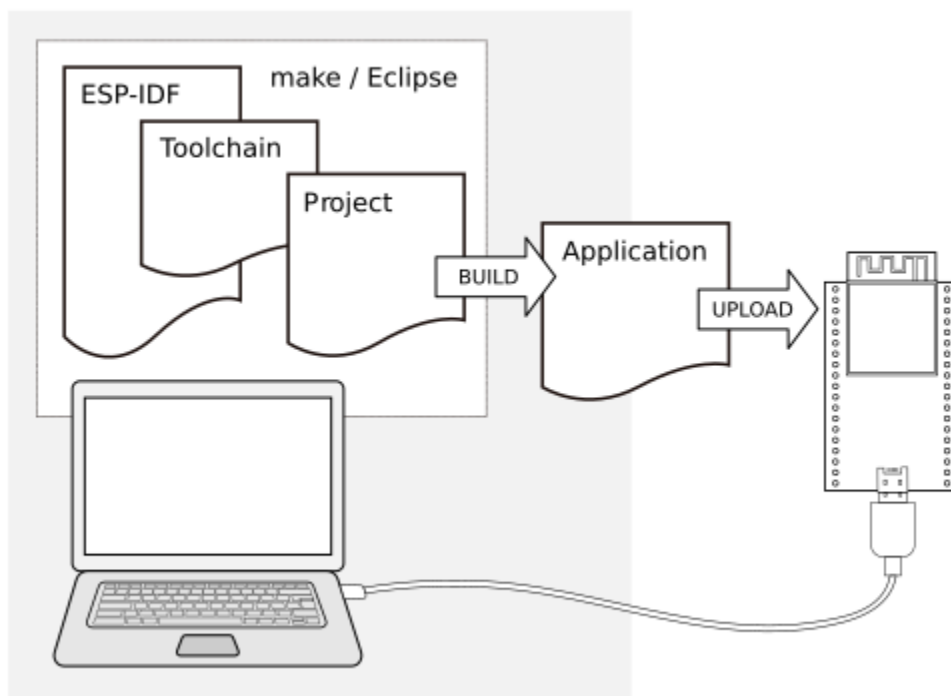 make / Eclipse
ESP-IDF
Toolchain
Project
Application
BUILD
UPLOAD